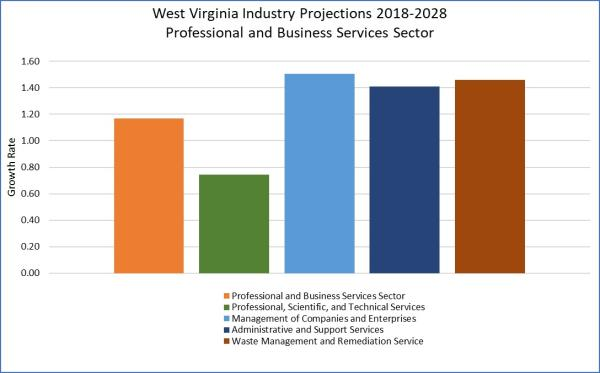 West Virginia Industry Projections 2018-2028
Professional and Business Services Sector
1.60
1.40
1.20
1.00
0.80
0.60
0.40
0.20
0.00
Growth Rate
Professional and Business Services Sector
Professional, Scientific, and Technical Services
Management of Companies and Enterprises
Administrative and Support Services
Waste Management and Remediation Service